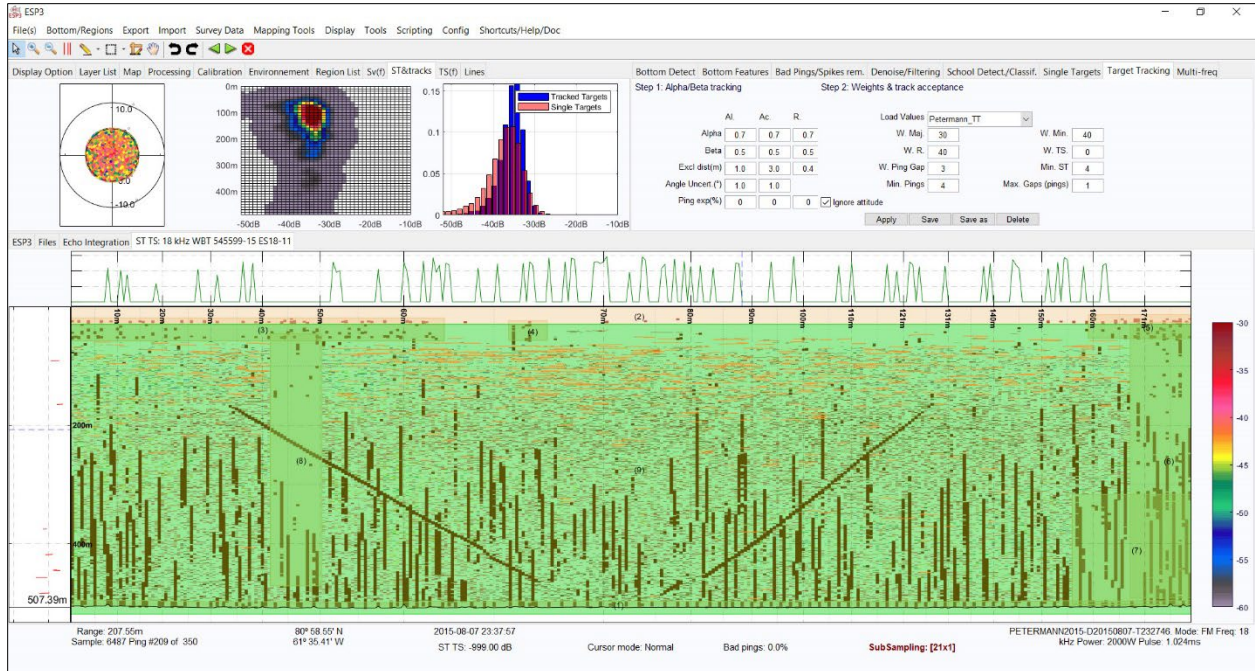 ESP3
File(s) Bottom/Regions Export Import Survey Data Mapping Tools Display Tools Scripting Config Shortcuts/Help/Doc
Display Option Layer List Map Processing Calibration Environnement Region List Sv(f) ST&tracks TS(f) Lines
Bottom Detect Bottom Features Bad Pings/Spikes rem. Denoise/Filtering School Detect./Classif. Single Targets Target Tracking Multi-freq
10.0
-10.0
0m
100m
200m
300m
400m
-50dB -40dB -30dB -20dB -10dB
Tracked Targets
Single Targets
0.15
0.1
0.05
0
-50dB -40dB -30dB -20dB -10dB
Step 1: Alpha/Beta tracking
Al. Ac. R.
Alpha 0.7 0.7 0.7
Beta 0.5 0.5 0.5
Excl dist(m) 1.0 3.0 0.4
Angle Uncert.(°) 1.0 1.0
Ping exp(%) 0 0 0
Ignore attitude
Step 2: Weights & track acceptance
Load Values Petermann_TT
W. Maj. 30 W. Min. 40
W. R. 40 W. TS. 0
W. Ping Gap 3 Min. ST 4
Min. Pings 4 Max. Gaps (pings) 1
Apply Save Save as Delete
ESP3 Files Echo Integration ST TS: 18 kHz WBT 545599-15 ES18-11
10m 20m 30m 40m 50m 60m 70m 80m 90m 100m 110m 121m 130m 140m 150m 160m 171m
(2)
(3) (4)
200m
(8) (9) (6)
400m
(7)
507.39m
(1)
-30
-35
-40
-45
-50
-55
-60
Range: 207.55m
Sample: 6487 Ping #209 of 350
80º 58.55' N
61º 35.41' W
2015-08-07 23:37:57
ST TS: -999.00 dB
Cursor mode: Normal
Bad pings: 0.0%
SubSampling: [21x1]
PETERMANN2015-D20150807-T232746. Mode: FM Freq: 18
kHz Power: 2000W Pulse: 1.024ms